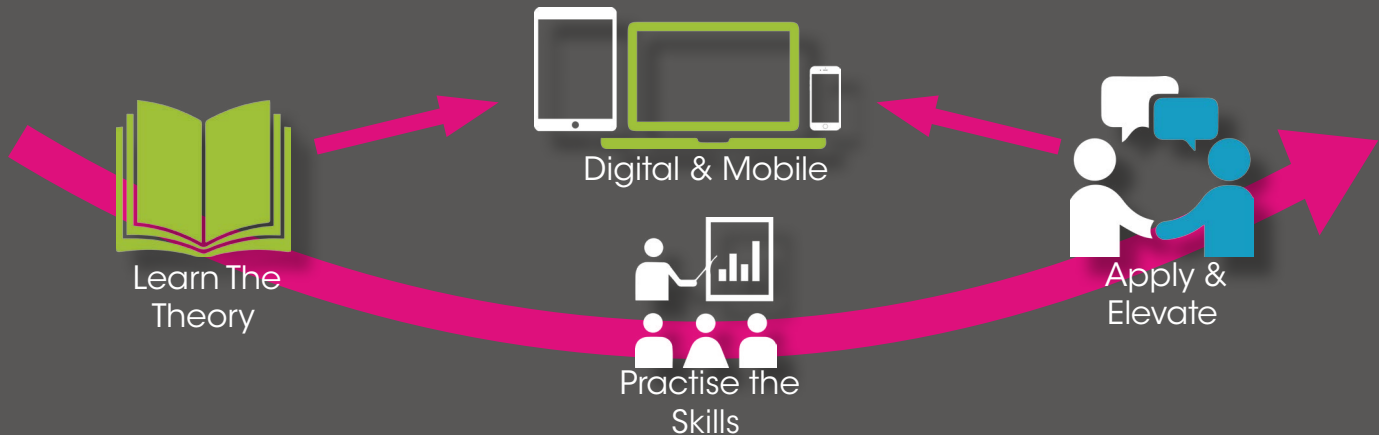 Digital & Mobile
Learn The
Theory
Apply &
Elevate
Practise the
Skills